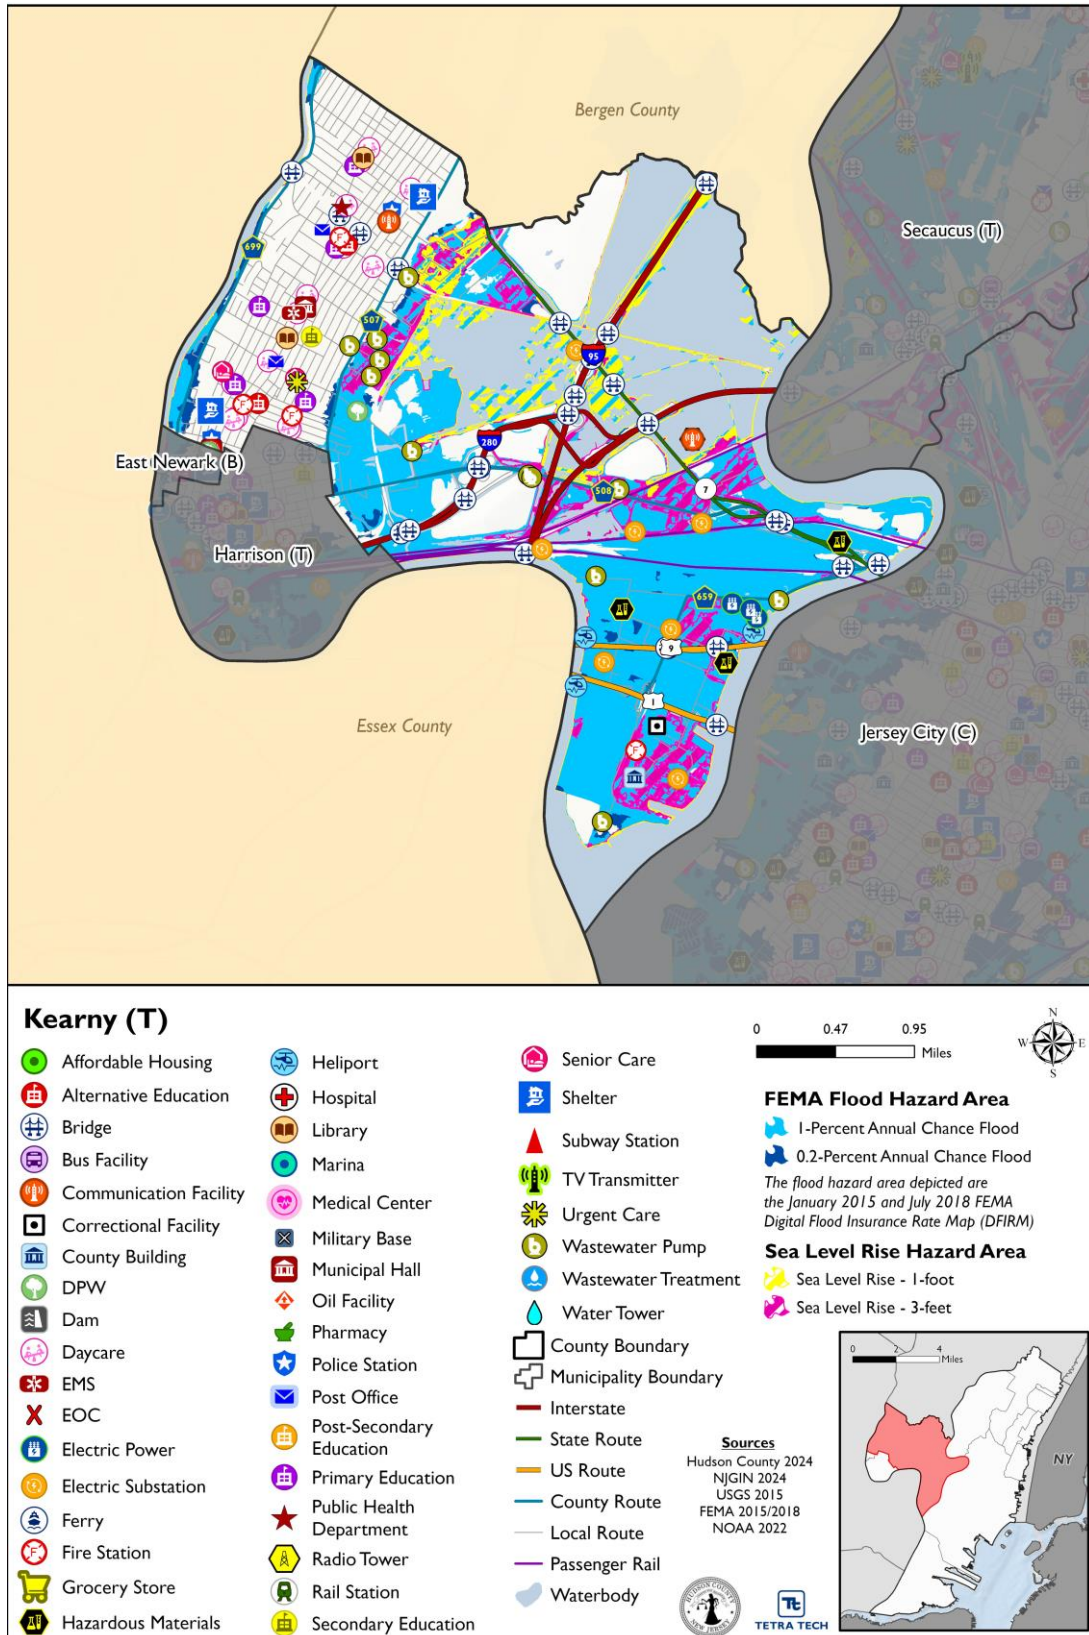 Bergen County
Secaucus (T)
699
507
95
280
East Newark (B)
508
7
Harrison (T)
659
9
Essex County
1
Jersey City (C)
Kearny (T)
Affordable Housing
Alternative Education
Bridge
Bus Facility
Communication Facility
Correctional Facility
County Building
DPW
Dam
Daycare
EMS
EOC
Electric Power
Electric Substation
Ferry
Fire Station
Grocery Store
Hazardous Materials
Heliport
Hospital
Library
Marina
Medical Center
Military Base
Municipal Hall
Oil Facility
Pharmacy
Police Station
Post Office
Post-Secondary
Education
Primary Education
Public Health
Department
Radio Tower
Rail Station
Secondary Education
Senior Care
Shelter
Subway Station
TV Transmitter
Urgent Care
Wastewater Pump
Wastewater Treatment
Water Tower
County Boundary
Municipality Boundary
Interstate
State Route
US Route
County Route
Local Route
Passenger Rail
Waterbody
0 0.47 0.95
Miles
N
W E
S
FEMA Flood Hazard Area
1-Percent Annual Chance Flood
0.2-Percent Annual Chance Flood
The flood hazard area depicted are
the January 2015 and July 2018 FEMA
Digital Flood Insurance Rate Map (DFIRM)
Sea Level Rise Hazard Area
Sea Level Rise - 1-foot
Sea Level Rise - 3-feet
Sources
Hudson County 2024
NJGIN 2024
USGS 2015
FEMA 2015/2018
NOAA 2022
HUDSON COUNTY
NEW JERSEY
Tt
TETRA TECH
0 2 4
Miles
NY